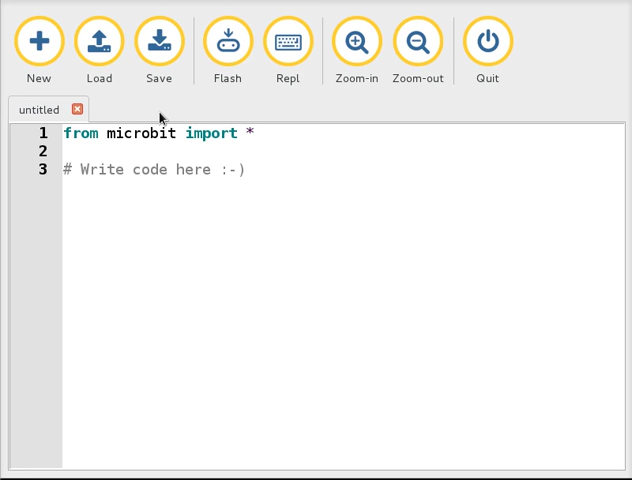 New Load Save Flash Repl Zoom-in Zoom-out Quit
untitled
1 from microbit import *
2
3 # Write code here :-)